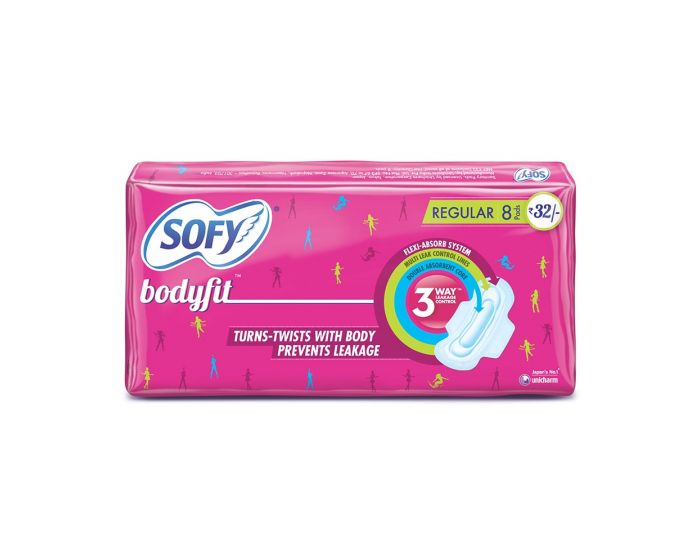 SOFY
bodyfit™
REGULAR 8 Pads ₹32/-
FLEXI-ABSORB SYSTEM
MULTI LEAK CONTROL LINES
DOUBLE ABSORBENT CORE
3 WAY™
LEAKAGE
CONTROL
TURNS-TWISTS WITH BODY
PREVENTS LEAKAGE
Japan's No.1
unicharm